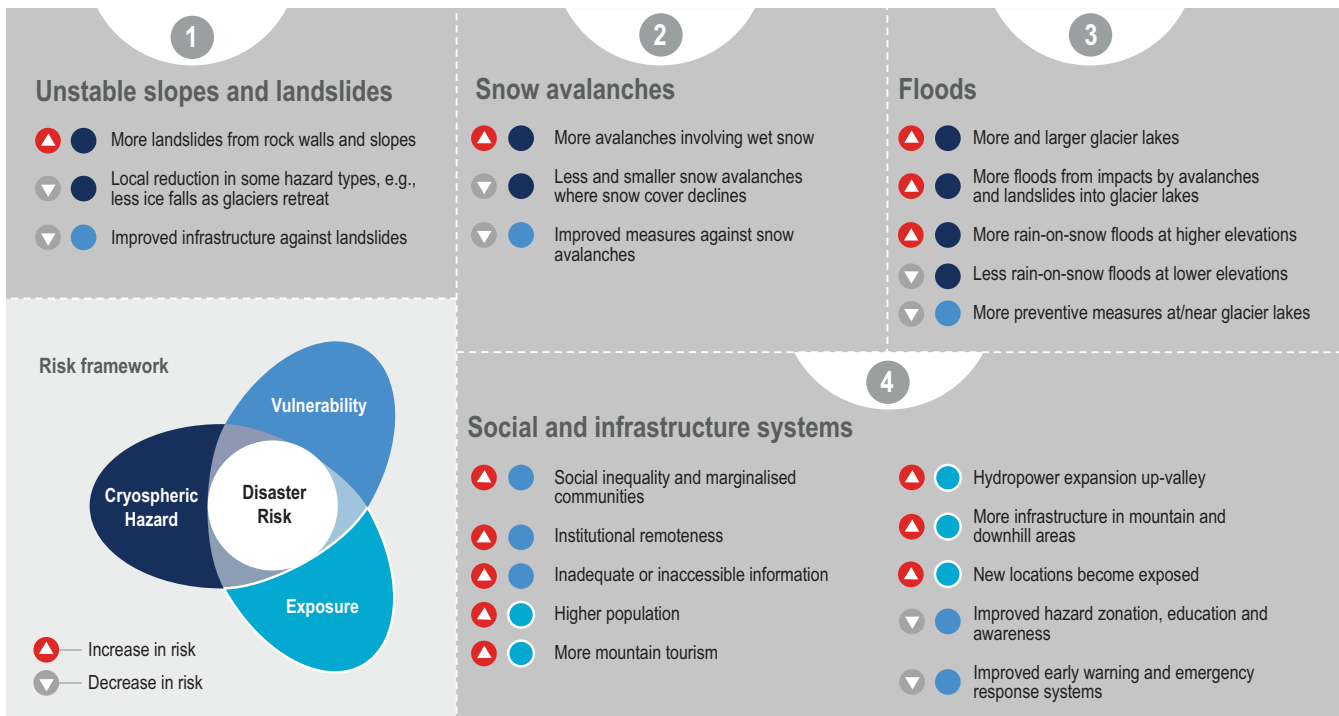 1
Unstable slopes and landslides
More landslides from rock walls and slopes
Local reduction in some hazard types, e.g.,
less ice falls as glaciers retreat
Improved infrastructure against landslides
2
Snow avalanches
More avalanches involving wet snow
Less and smaller snow avalanches
where snow cover declines
Improved measures against snow
avalanches
3
Floods
More and larger glacier lakes
More floods from impacts by avalanches
and landslides into glacier lakes
More rain-on-snow floods at higher elevations
Less rain-on-snow floods at lower elevations
More preventive measures at/near glacier lakes
Risk framework
Vulnerability
Cryospheric
Hazard
Disaster
Risk
Exposure
Increase in risk
Decrease in risk
4
Social and infrastructure systems
Social inequality and marginalised
communities
Institutional remoteness
Inadequate or inaccessible information
Higher population
More mountain tourism
Hydropower expansion up-valley
More infrastructure in mountain and
downhill areas
New locations become exposed
Improved hazard zonation, education and
awareness
Improved early warning and emergency
response systems